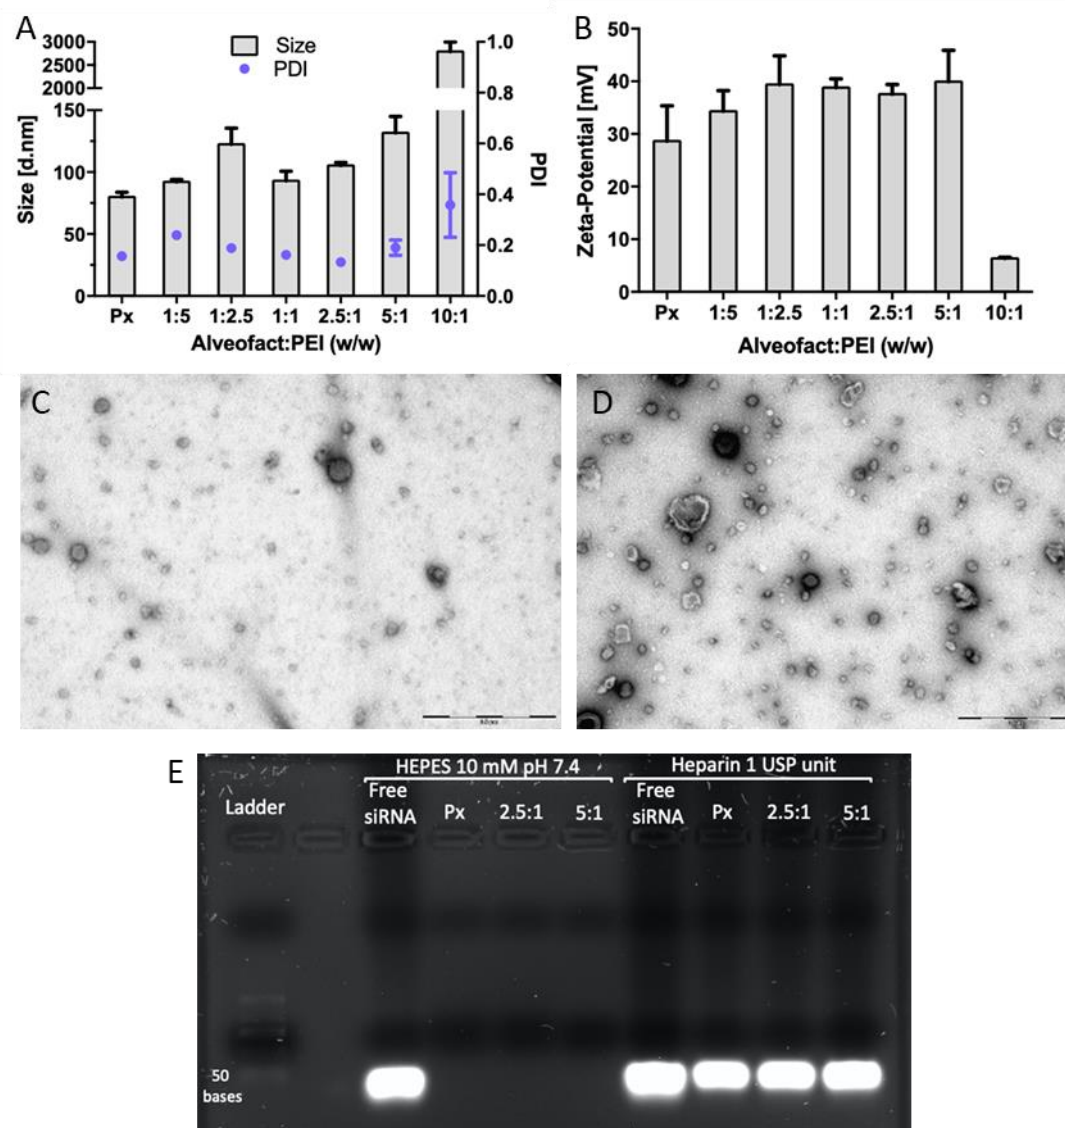 A
Size [d.nm]
3000
2500
2000
150
100
50
0
Size
PDI
1.0
0.8
0.6
0.4
0.2
0.0
PDI
Px 1:5 1:2.5 1:1 2.5:1 5:1 10:1
Alveofact:PEI (w/w)
B
Zeta-Potential [mV]
50
40
30
20
10
0
Px 1:5 1:2.5 1:1 2.5:1 5:1 10:1
Alveofact:PEI (w/w)
C
D
E
HEPES 10 mM pH 7.4
Heparin 1 USP unit
Ladder
Free
siRNA
Px 2.5:1 5:1
Free
siRNA
Px 2.5:1 5:1
50
bases